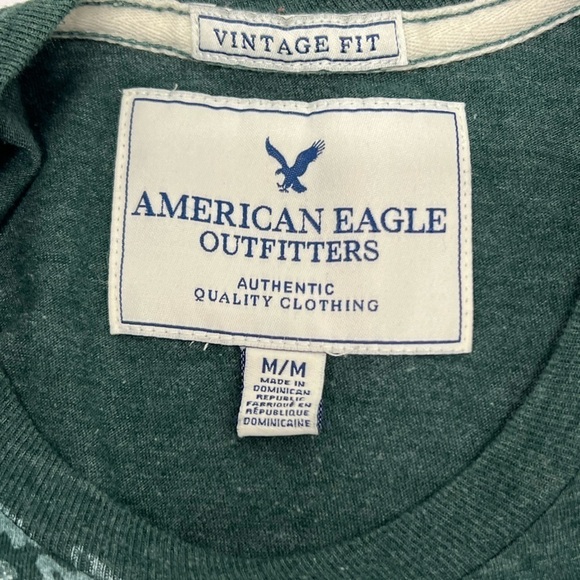 VINTAGE FIT
AMERICAN EAGLE
OUTFITTERS
AUTHENTIC
QUALITY CLOTHING
M/M
MADE IN
DOMINICAN
REPUBLIC
FABRIQUÉ EN
RÉPUBLIQUE
DOMINICAINE